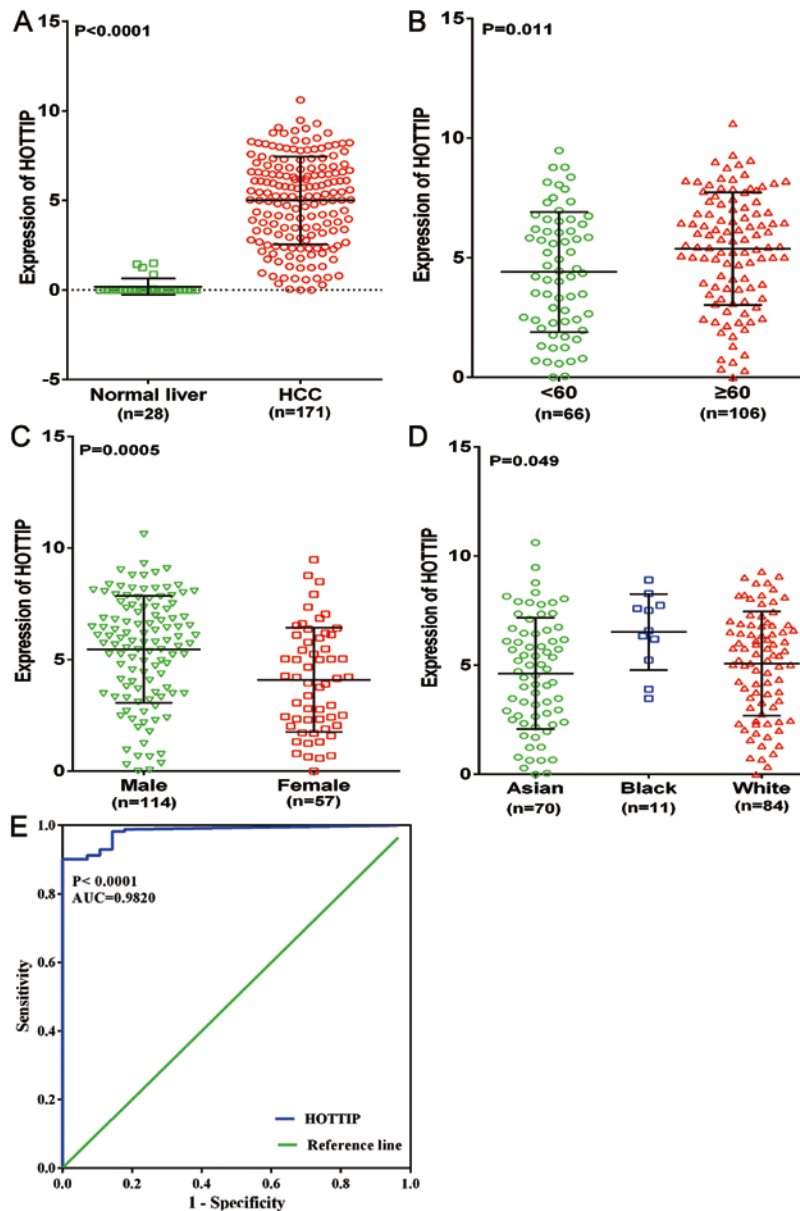 A
P<0.0001
Expression of HOTTIP
15
10
5
0
-5
Normal liver
(n=28)
HCC
(n=171)
B
P=0.011
Expression of HOTTIP
15
10
5
0
<60
(n=66)
≥60
(n=106)
C
P=0.0005
Expression of HOTTIP
15
10
5
0
Male
(n=114)
Female
(n=57)
D
P=0.049
Expression of HOTTIP
15
10
5
0
Asian
(n=70)
Black
(n=11)
White
(n=84)
E
P< 0.0001
AUC=0.9820
Sensitivity
1.0
0.8
0.6
0.4
0.2
0.0
HOTTIP
Reference line
0.0 0.2 0.4 0.6 0.8 1.0
1 - Specificity